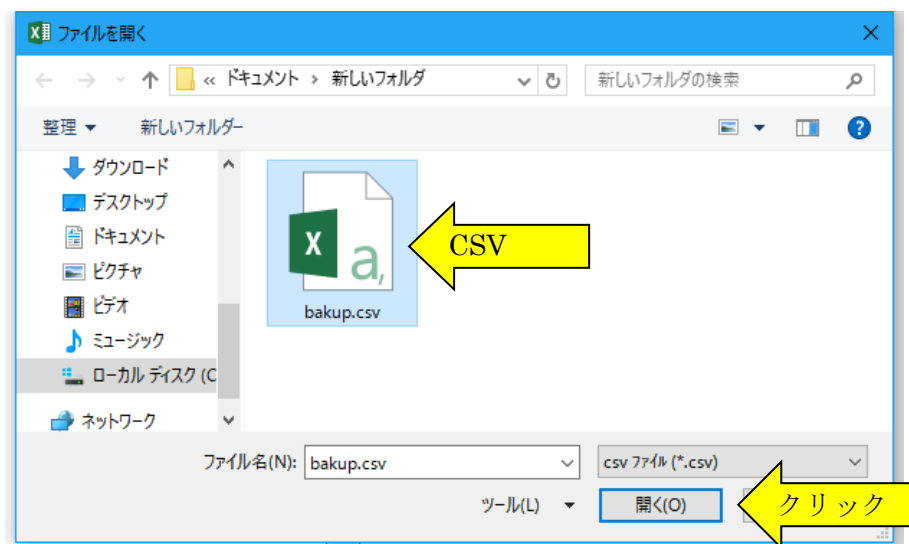 ファイルを開く
« ドキュメント › 新しいフォルダ
新しいフォルダの検索
整理
新しいフォルダー
ダウンロード
デスクトップ
ドキュメント
ピクチャ
ビデオ
ミュージック
ローカル ディスク (C
ネットワーク
bakup.csv
CSV
ファイル名(N):
bakup.csv
csv ファイル (*.csv)
ツール(L)
開く(O)
クリック